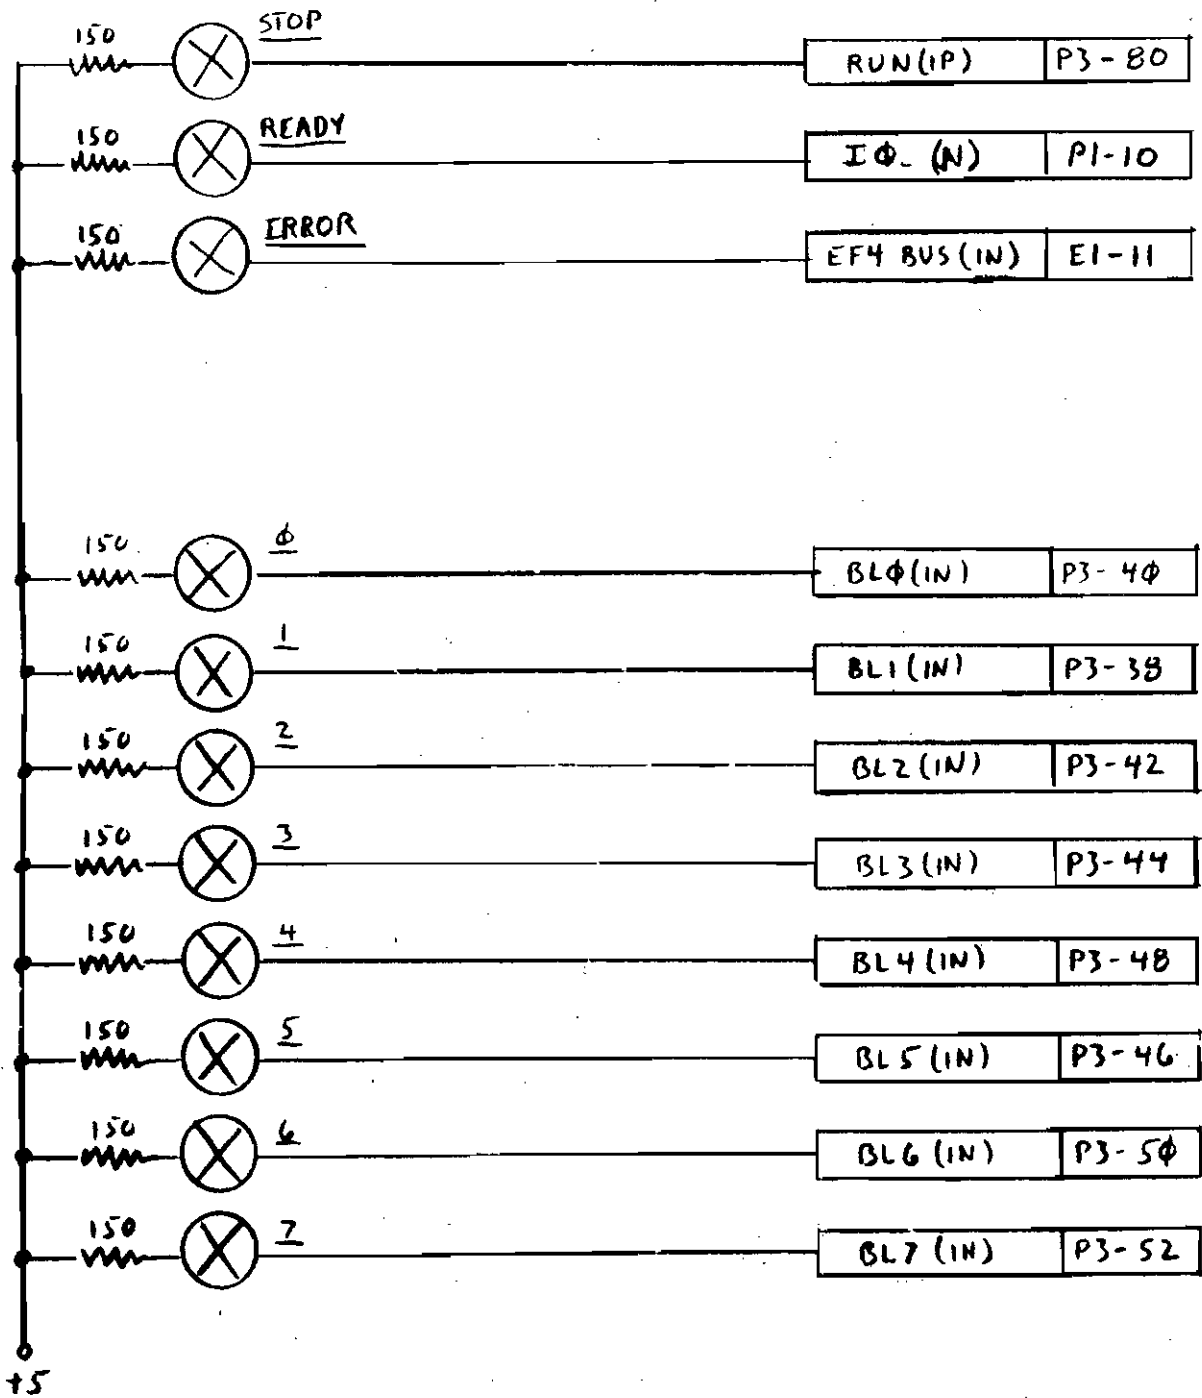 150 STOP RUN(IP) P3-80
150 READY IΦ- (N) P1-10
150 ERROR EF4 BUS(IN) E1-11
150 Φ BLΦ(IN) P3-4Φ
150 1 BL1(IN) P3-38
150 2 BL2(IN) P3-42
150 3 BL3(IN) P3-44
150 4 BL4(IN) P3-48
150 5 BL5(IN) P3-46
150 6 BL6(IN) P3-5Φ
150 7 BL7(IN) P3-52
+5